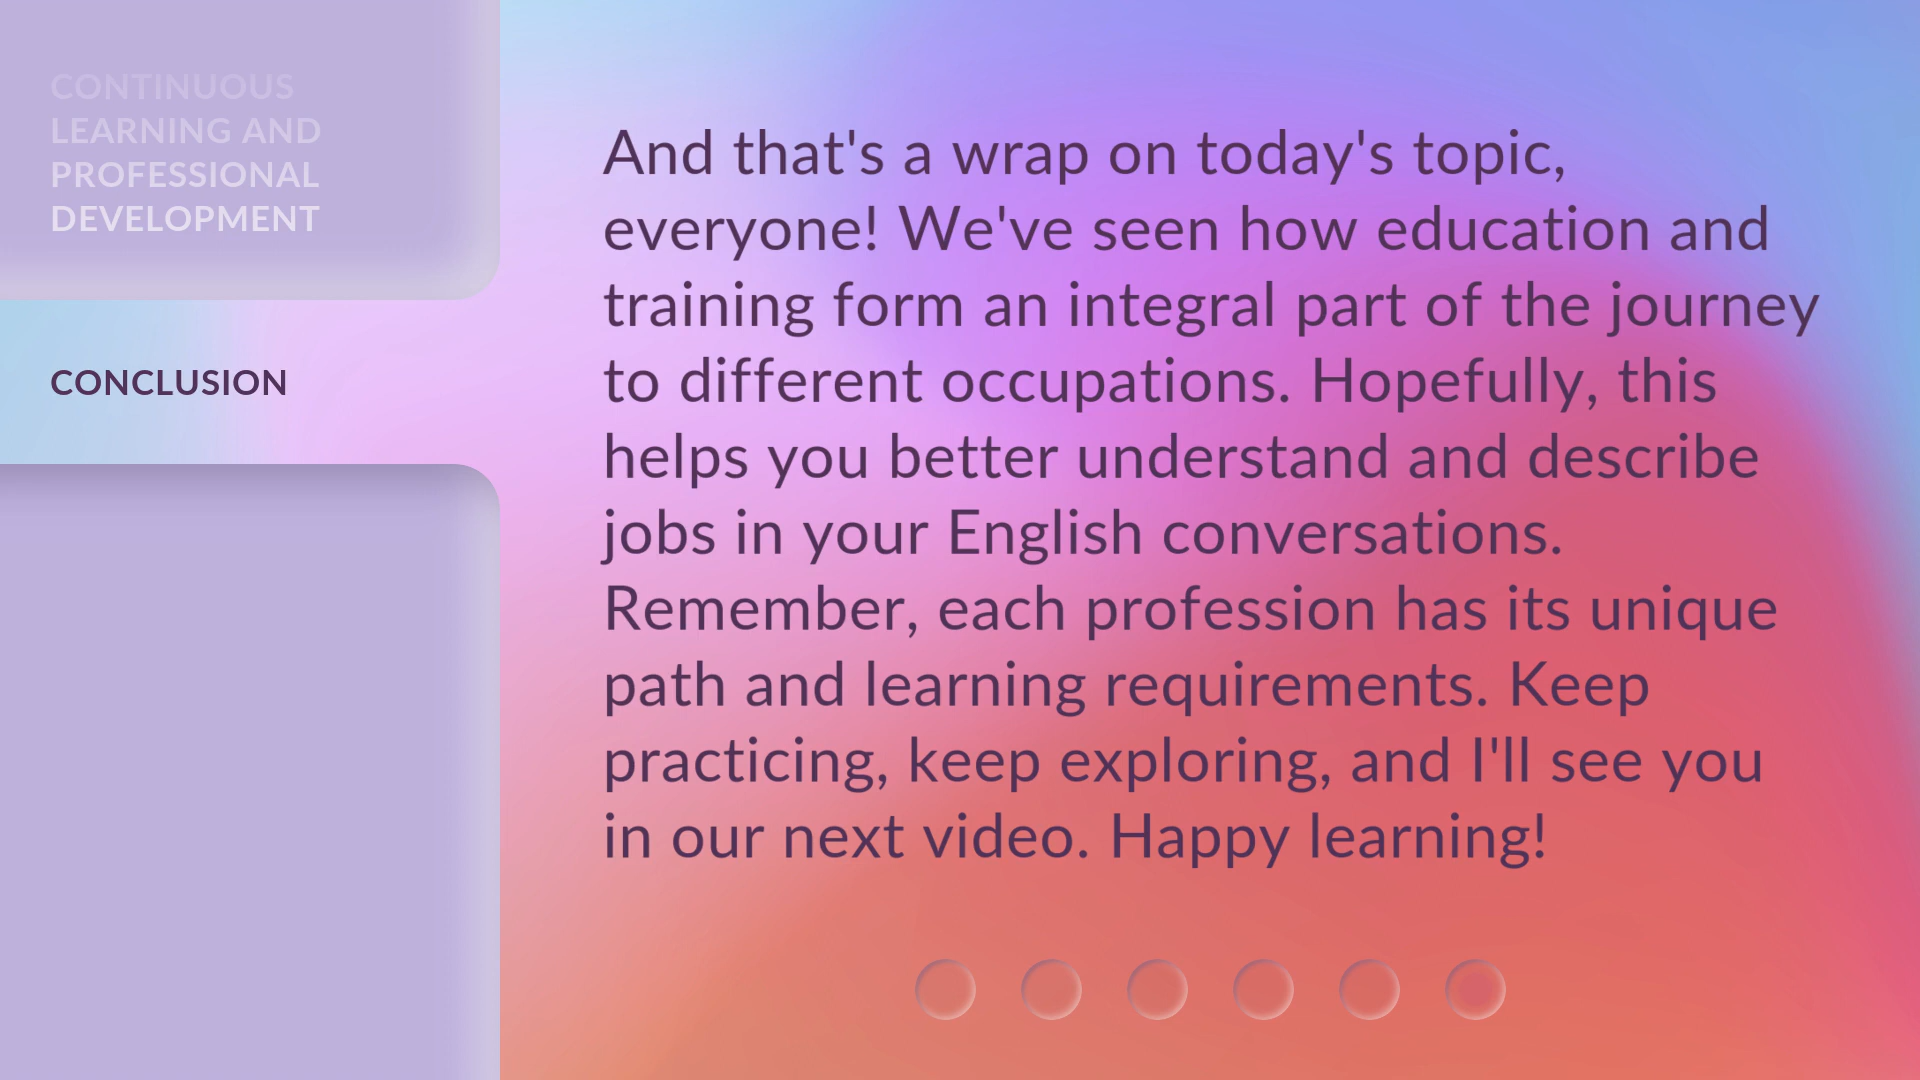 CONTINUOUS
LEARNING AND
PROFESSIONAL
DEVELOPMENT
CONCLUSION
And that's a wrap on today's topic,
everyone! We've seen how education and
training form an integral part of the journey
to different occupations. Hopefully, this
helps you better understand and describe
jobs in your English conversations.
Remember, each profession has its unique
path and learning requirements. Keep
practicing, keep exploring, and I'll see you
in our next video. Happy learning!